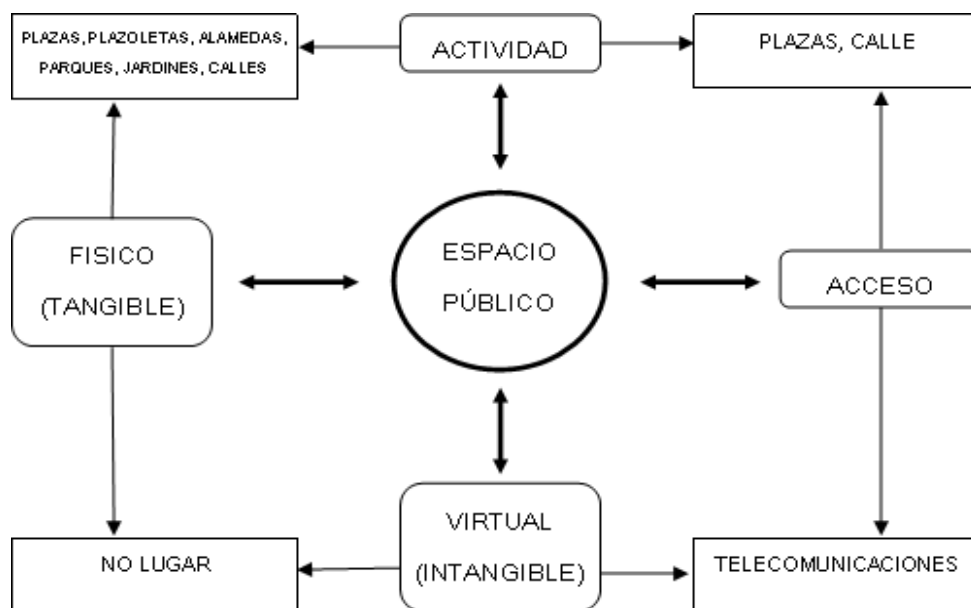 PLAZAS, PLAZOLETAS, ALAMEDAS,
PARQUES, JARDINES, CALLES
ACTIVIDAD
PLAZAS, CALLE
FISICO
(TANGIBLE)
ESPACIO
PÚBLICO
ACCESO
NO LUGAR
VIRTUAL
(INTANGIBLE)
TELECOMUNICACIONES